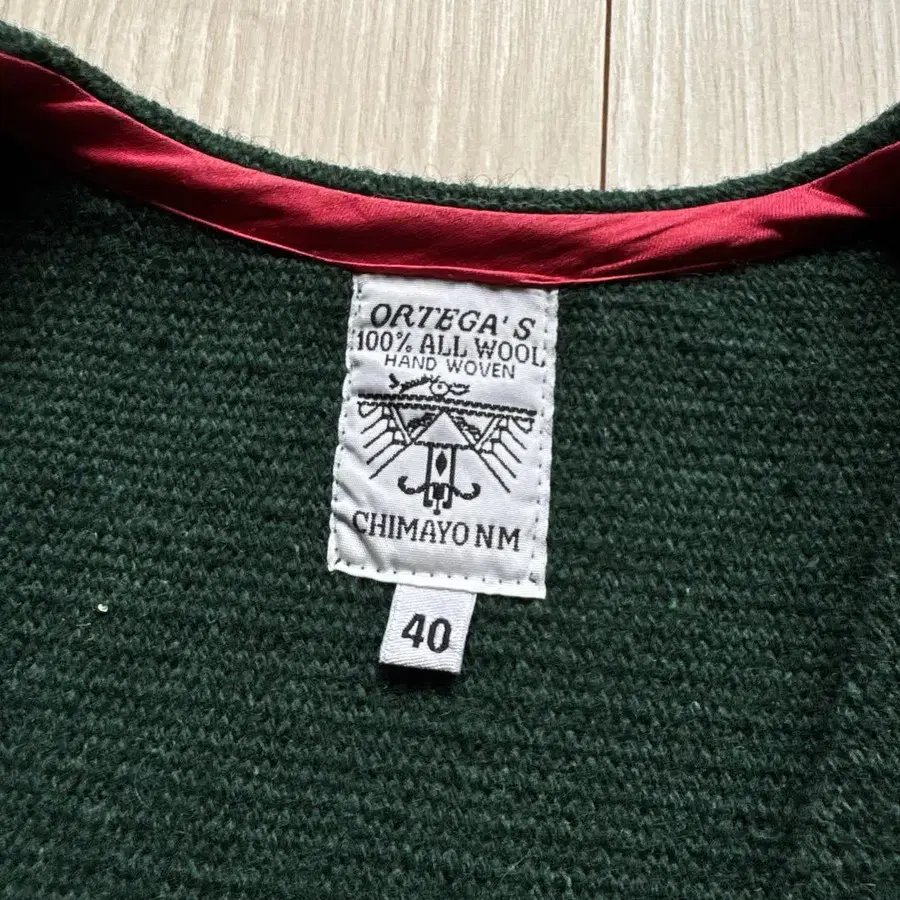 ORTEGA'S
100% ALL WOOL
HAND WOVEN
CHIMAYO NM
40